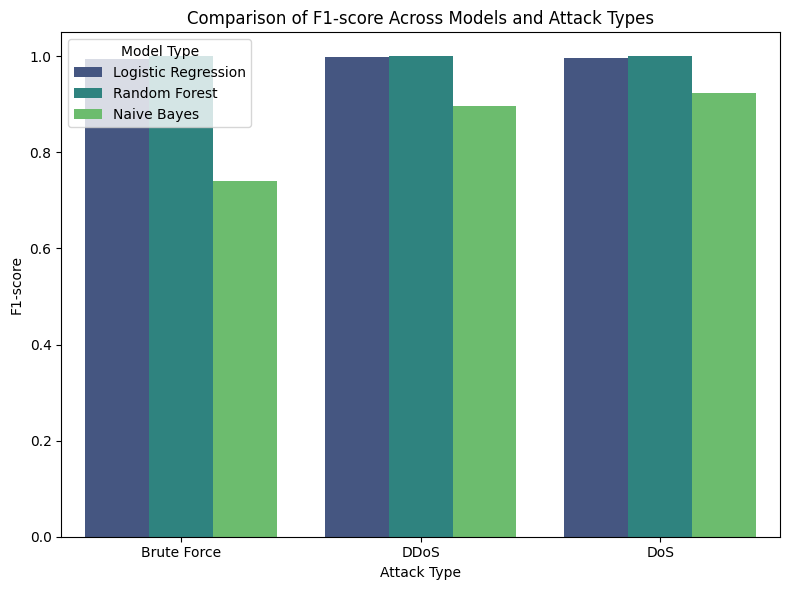 Comparison of F1-score Across Models and Attack Types
Model Type
Logistic Regression
Random Forest
Naive Bayes
F1-score
1.0
0.8
0.6
0.4
0.2
0.0
Brute Force
DDoS
DoS
Attack Type